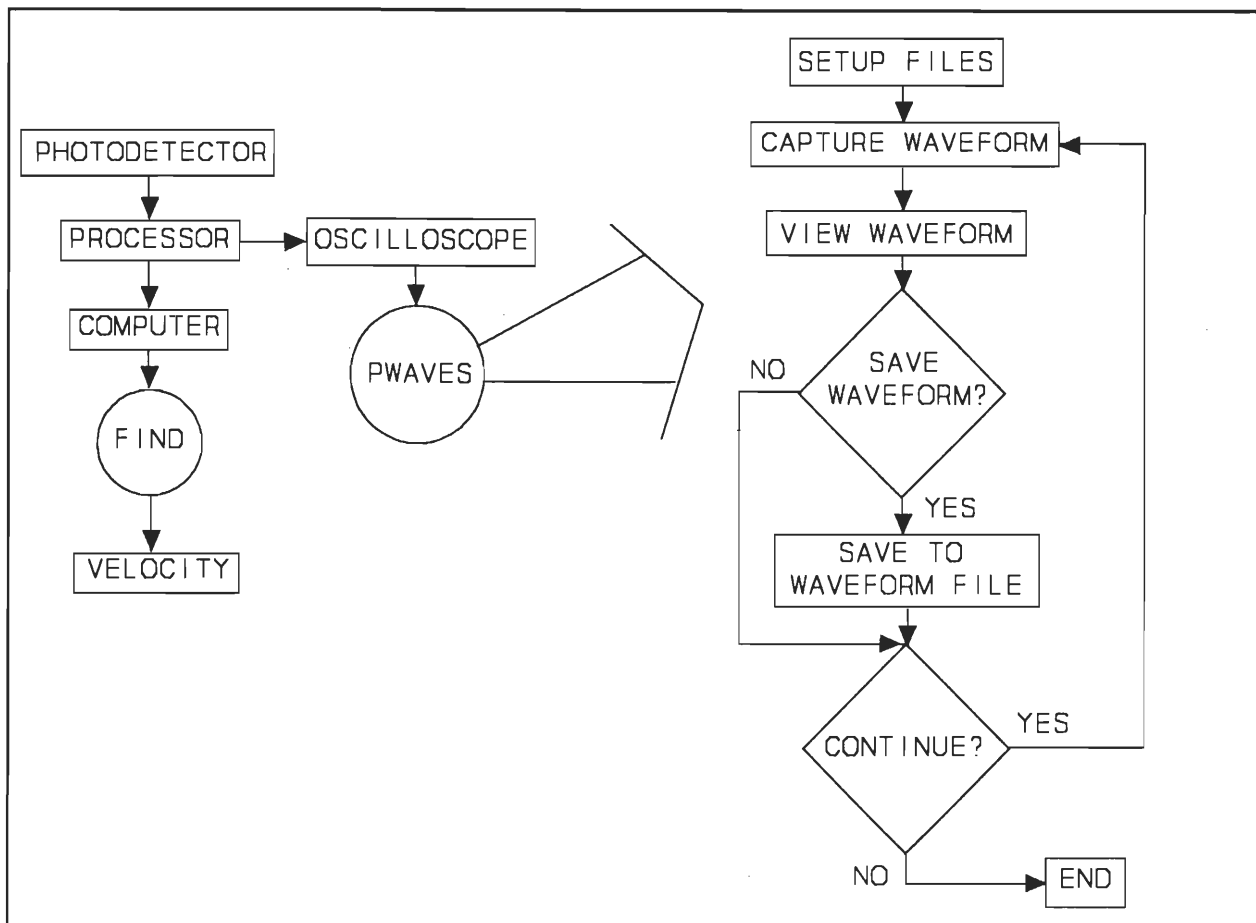 PHOTODETECTOR
PROCESSOR
OSCILLOSCOPE
COMPUTER
PWAVES
FIND
VELOCITY
SETUP FILES
CAPTURE WAVEFORM
VIEW WAVEFORM
SAVE
WAVEFORM?
NO
YES
SAVE TO
WAVEFORM FILE
CONTINUE?
YES
NO
END